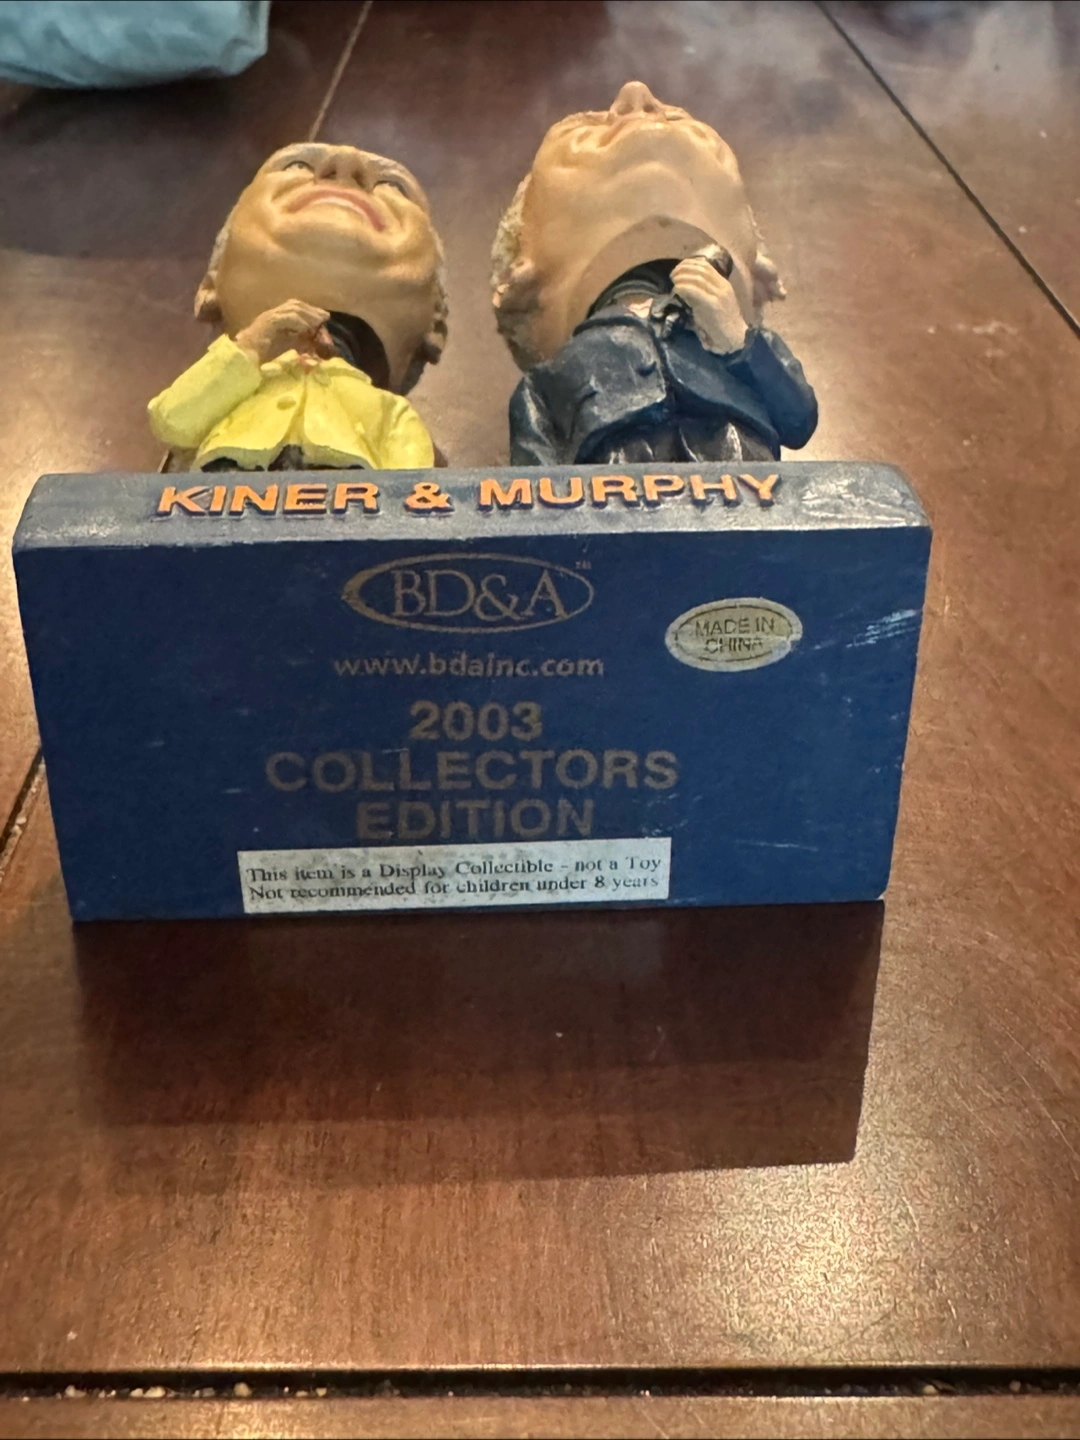 KINER & MURPHY
BD&A™
MADE IN
CHINA
www.bdainc.com
2003
COLLECTORS
EDITION
This item is a Display Collectible - not a Toy
Not recommended for children under 8 years